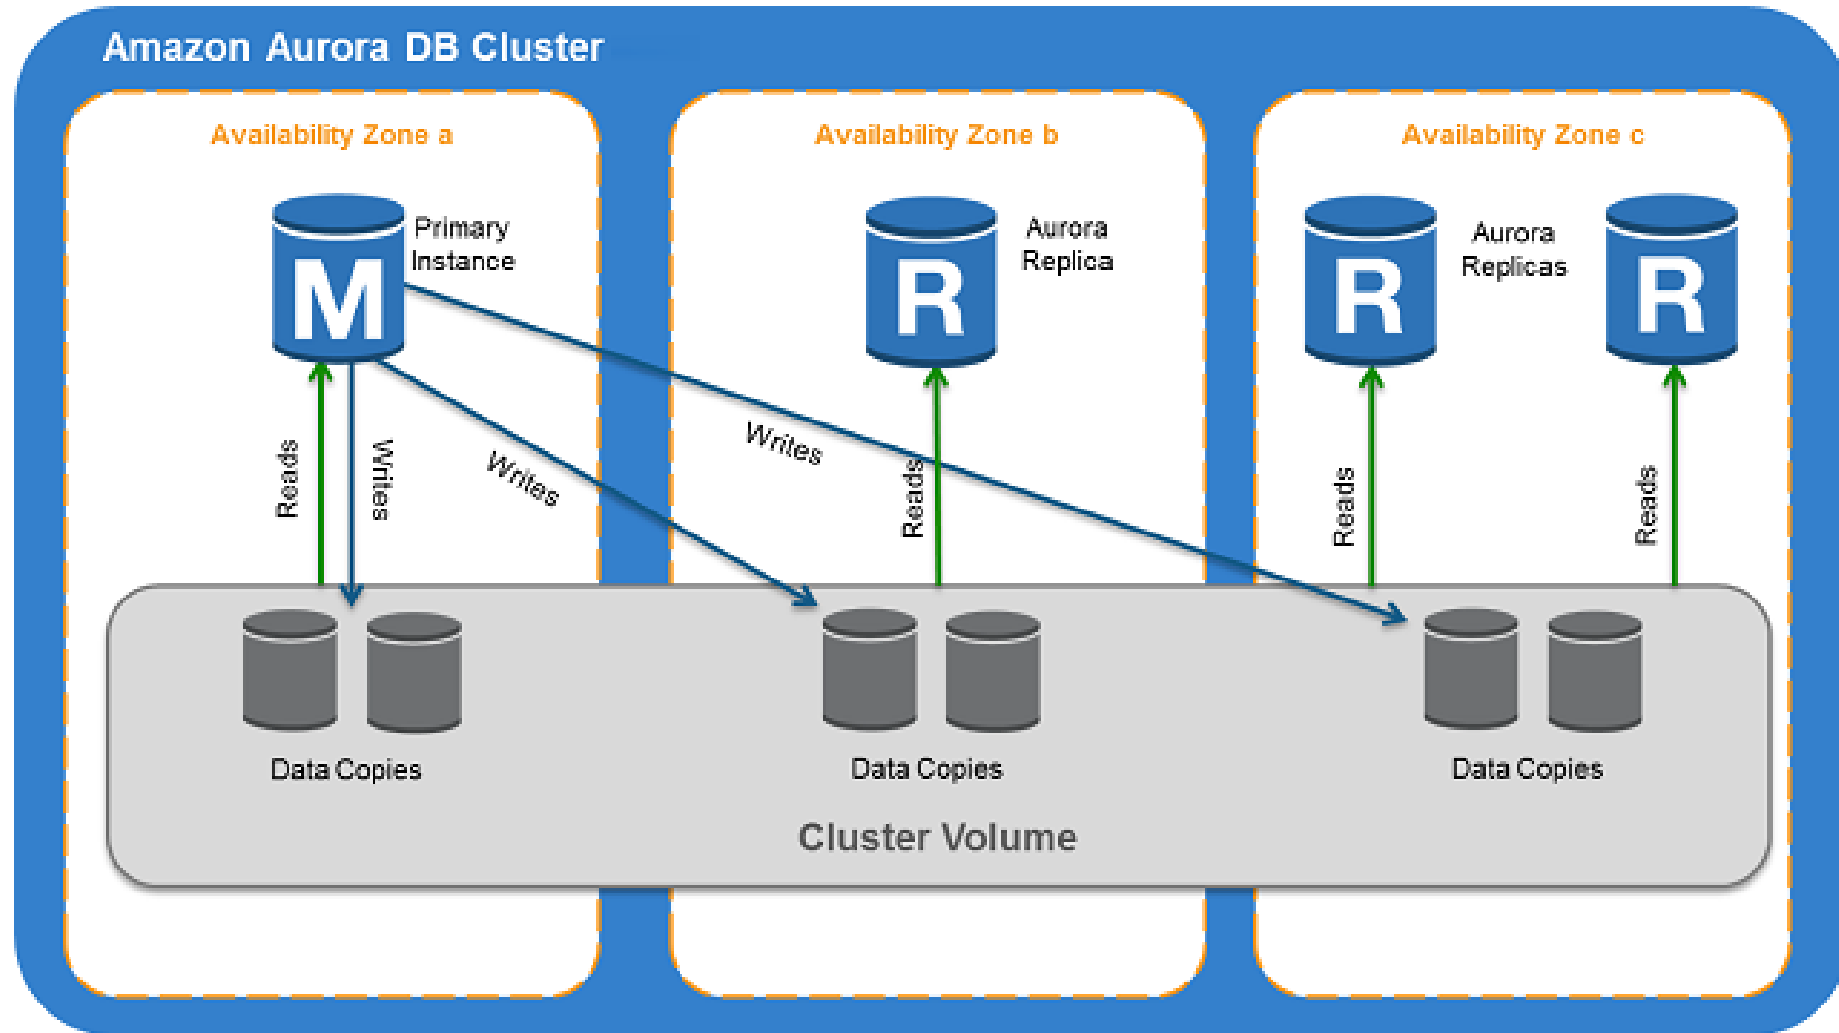 Amazon Aurora DB Cluster
Availability Zone a
Availability Zone b
Availability Zone c
M
Primary
Instance
R
Aurora
Replica
R
Aurora
Replicas
R
Reads
Writes
Writes
Writes
Reads
Reads
Reads
Data Copies
Data Copies
Data Copies
Cluster Volume